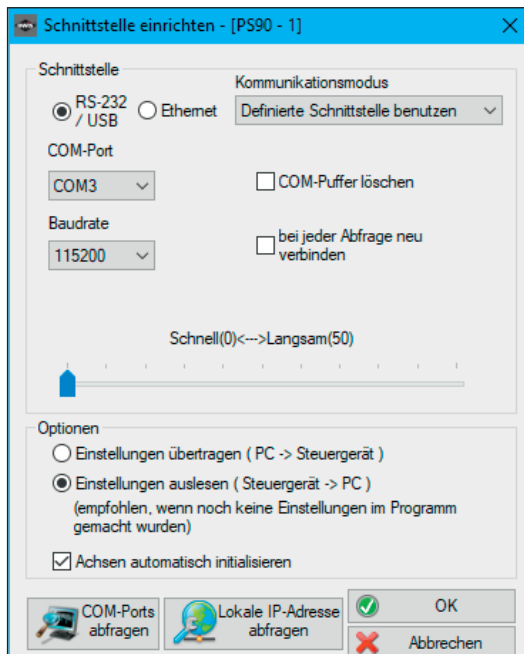 Schnittstelle einrichten - [PS90 - 1]
Schnittstelle
RS-232
/ USB
Ethernet
Kommunikationsmodus
Definierte Schnittstelle benutzen
COM-Port
COM3
COM-Puffer löschen
Baudrate
115200
bei jeder Abfrage neu
verbinden
Schnell(0)<--->Langsam(50)
Optionen
Einstellungen übertragen ( PC -> Steuergerät )
Einstellungen auslesen ( Steuergerät -> PC )
(empfohlen, wenn noch keine Einstellungen im Programm
gemacht wurden)
Achsen automatisch initialisieren
COM-Ports
abfragen
Lokale IP-Adresse
abfragen
OK
Abbrechen